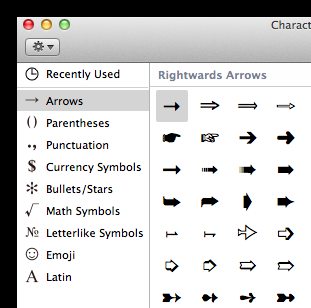 Charact
Recently Used
Rightwards Arrows
→ Arrows
() Parentheses
., Punctuation
$ Currency Symbols
✻ Bullets/Stars
√ Math Symbols
№ Letterlike Symbols
Emoji
A Latin